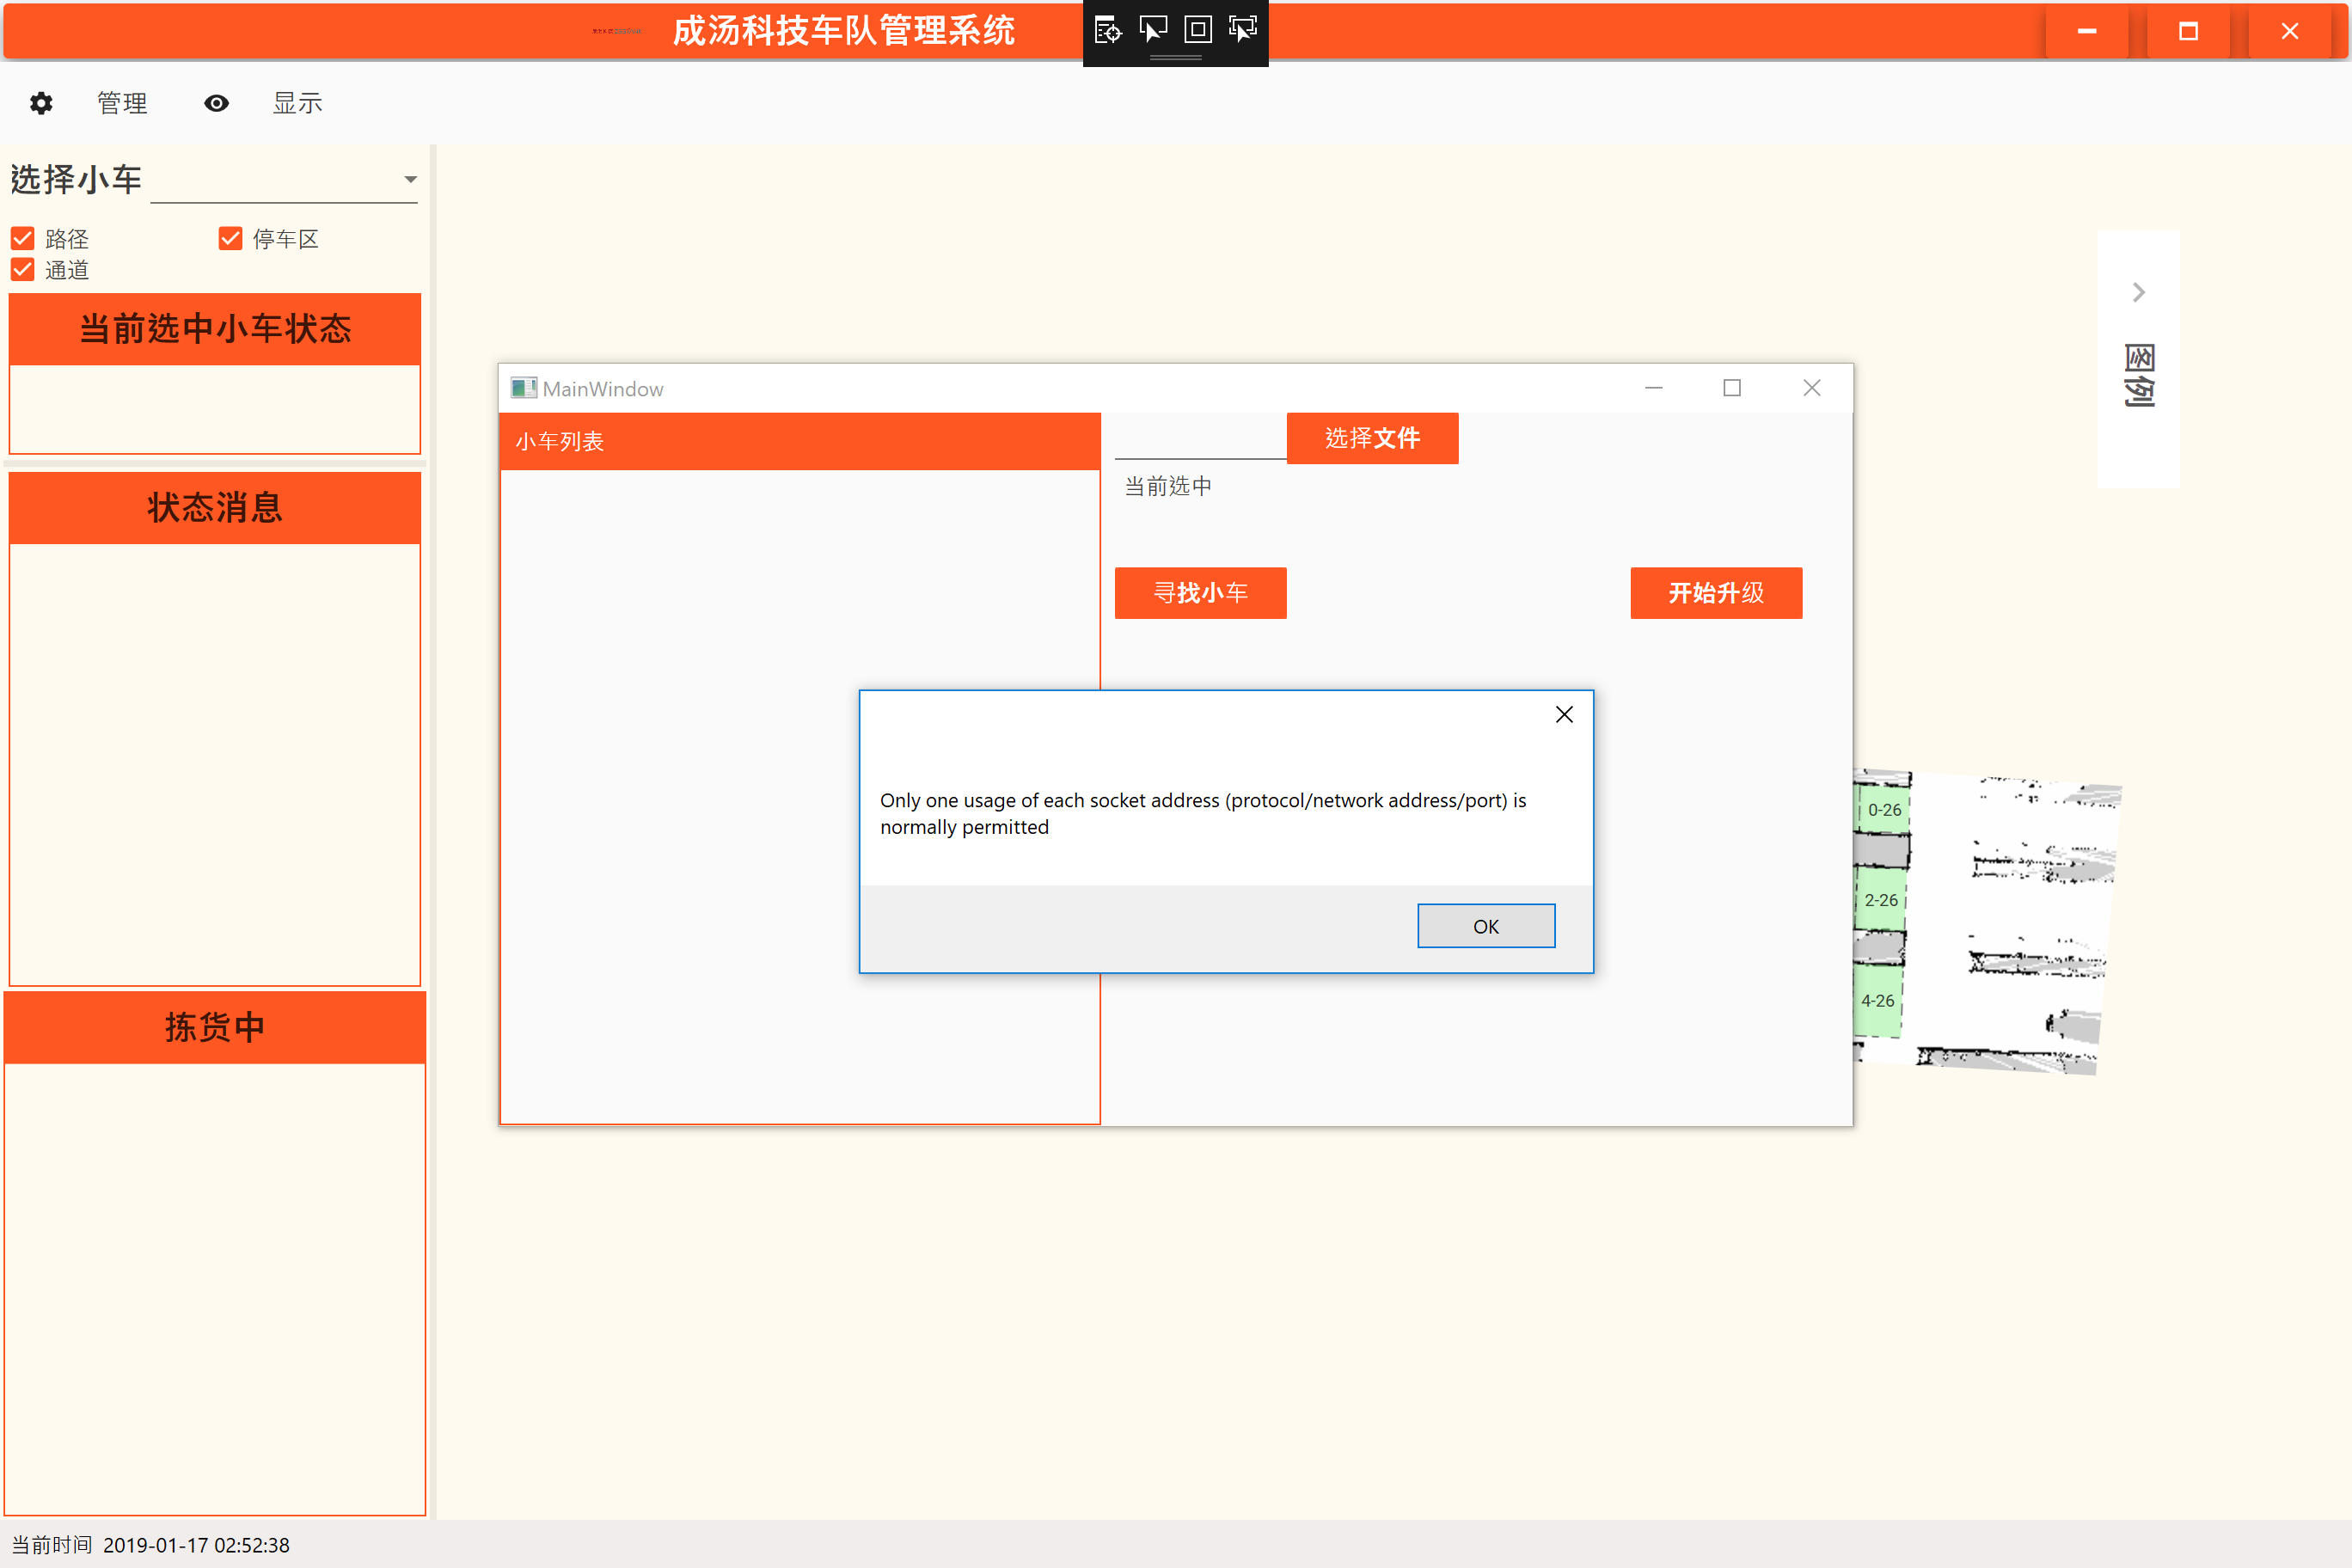 成汤科技车队管理系统
管理
显示
选择小车
路径
停车区
通道
当前选中小车状态
状态消息
拣货中
图例
MainWindow
小车列表
选择文件
当前选中
寻找小车
开始升级
Only one usage of each socket address (protocol/network address/port) is
normally permitted
OK
0-26
2-26
4-26
当前时间 2019-01-17 02:52:38